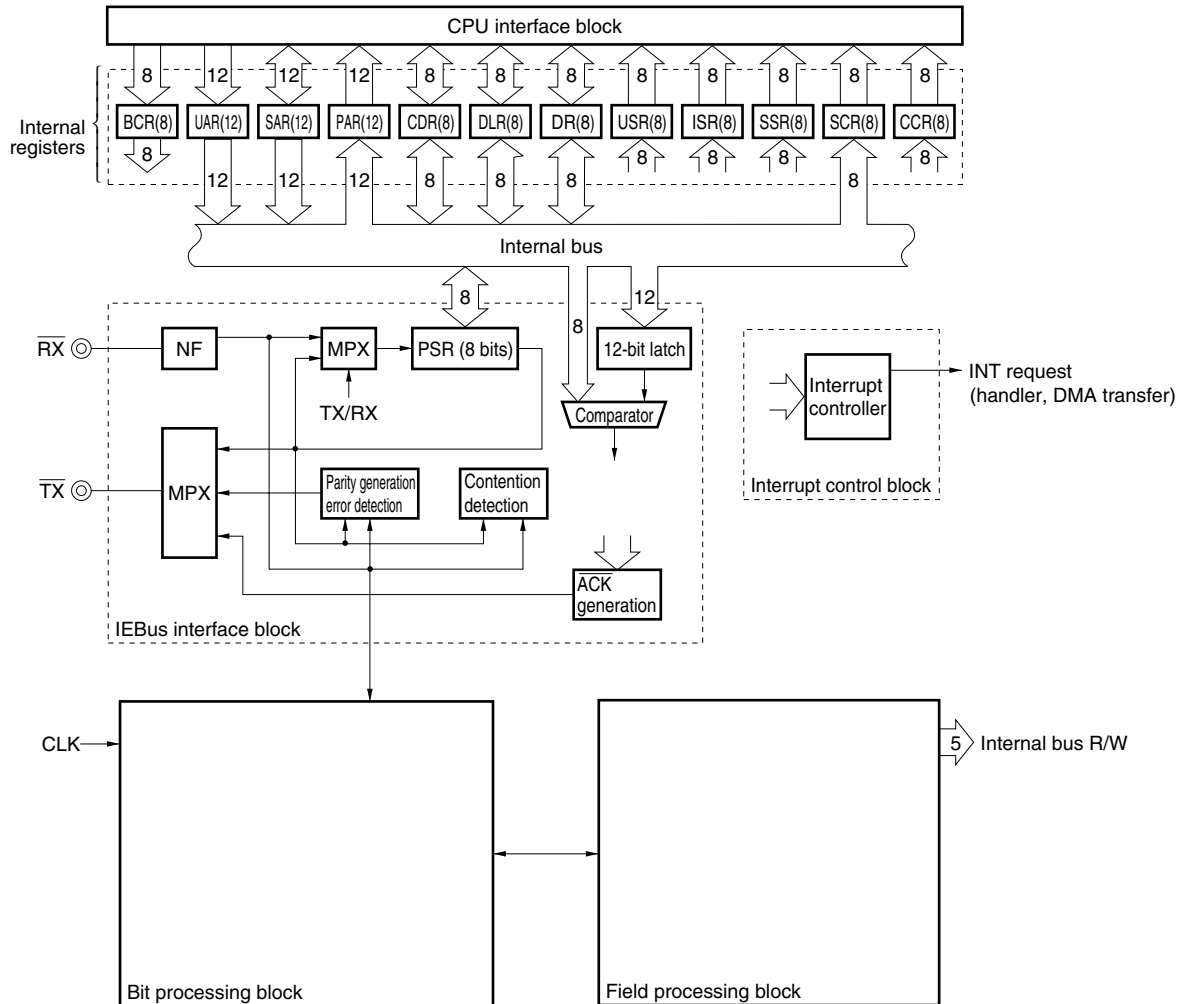 CPU interface block
8 12 12 12 8 8 8 8 8 8 8 8
Internal
registers
BCR(8) UAR(12) SAR(12) PAR(12) CDR(8) DLR(8) DR(8) USR(8) ISR(8) SSR(8) SCR(8) CCR(8)
8 8 8 8 8
12 12 12 8 8 8 8
Internal bus
8 8 12
RX NF MPX PSR (8 bits) 12-bit latch
TX/RX
Comparator
Interrupt
controller
INT request
(handler, DMA transfer)
Interrupt control block
TX MPX
Parity generation
error detection
Contention
detection
ACK
generation
IEBus interface block
CLK
5 Internal bus R/W
Bit processing block
Field processing block